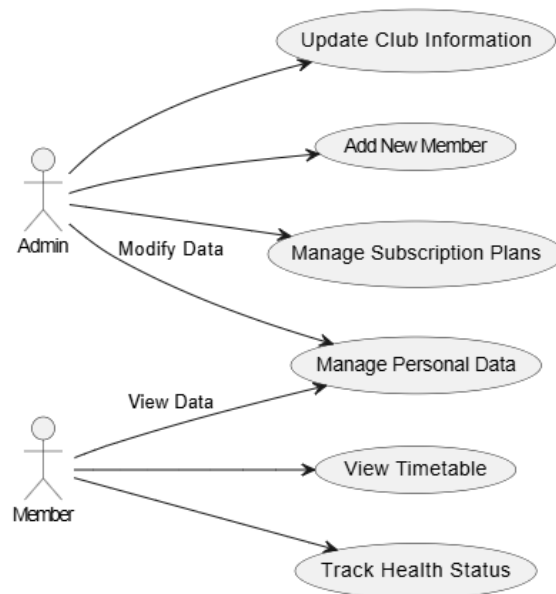 Update Club Information
Add New Member
Admin
Modify Data
Manage Subscription Plans
Manage Personal Data
View Data
View Timetable
Member
Track Health Status